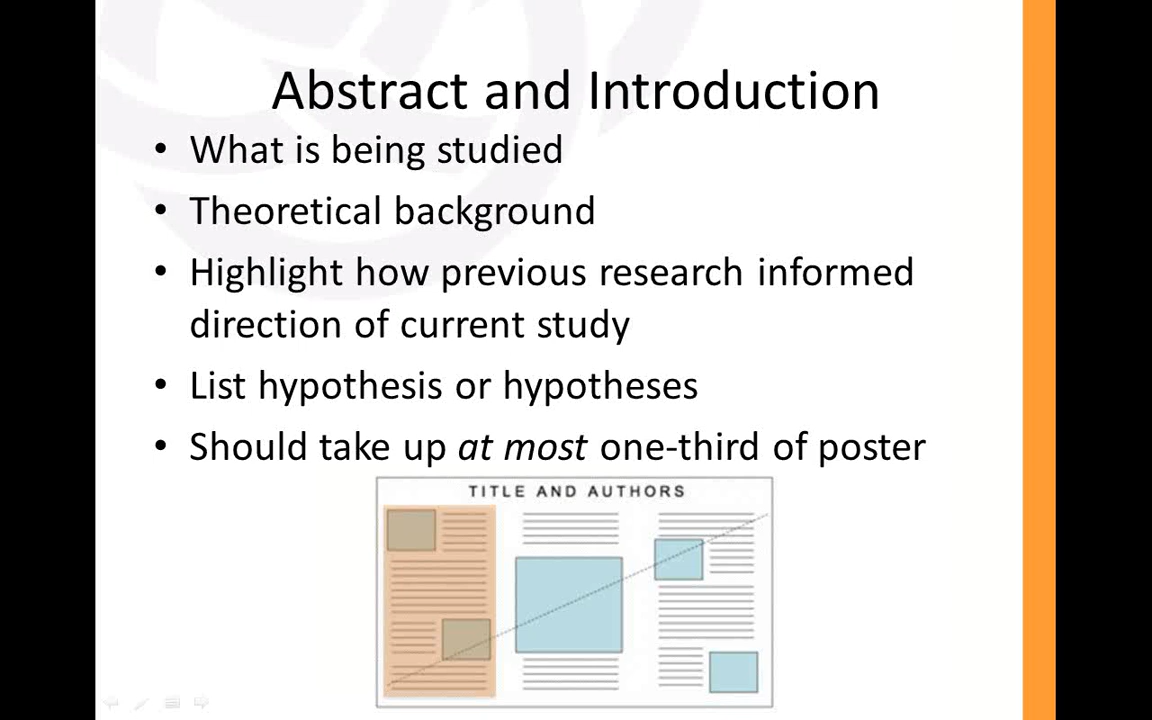 Abstract and Introduction
• What is being studied
• Theoretical background
• Highlight how previous research informed
direction of current study
• List hypothesis or hypotheses
• Should take up at most one-third of poster
TITLE AND AUTHORS